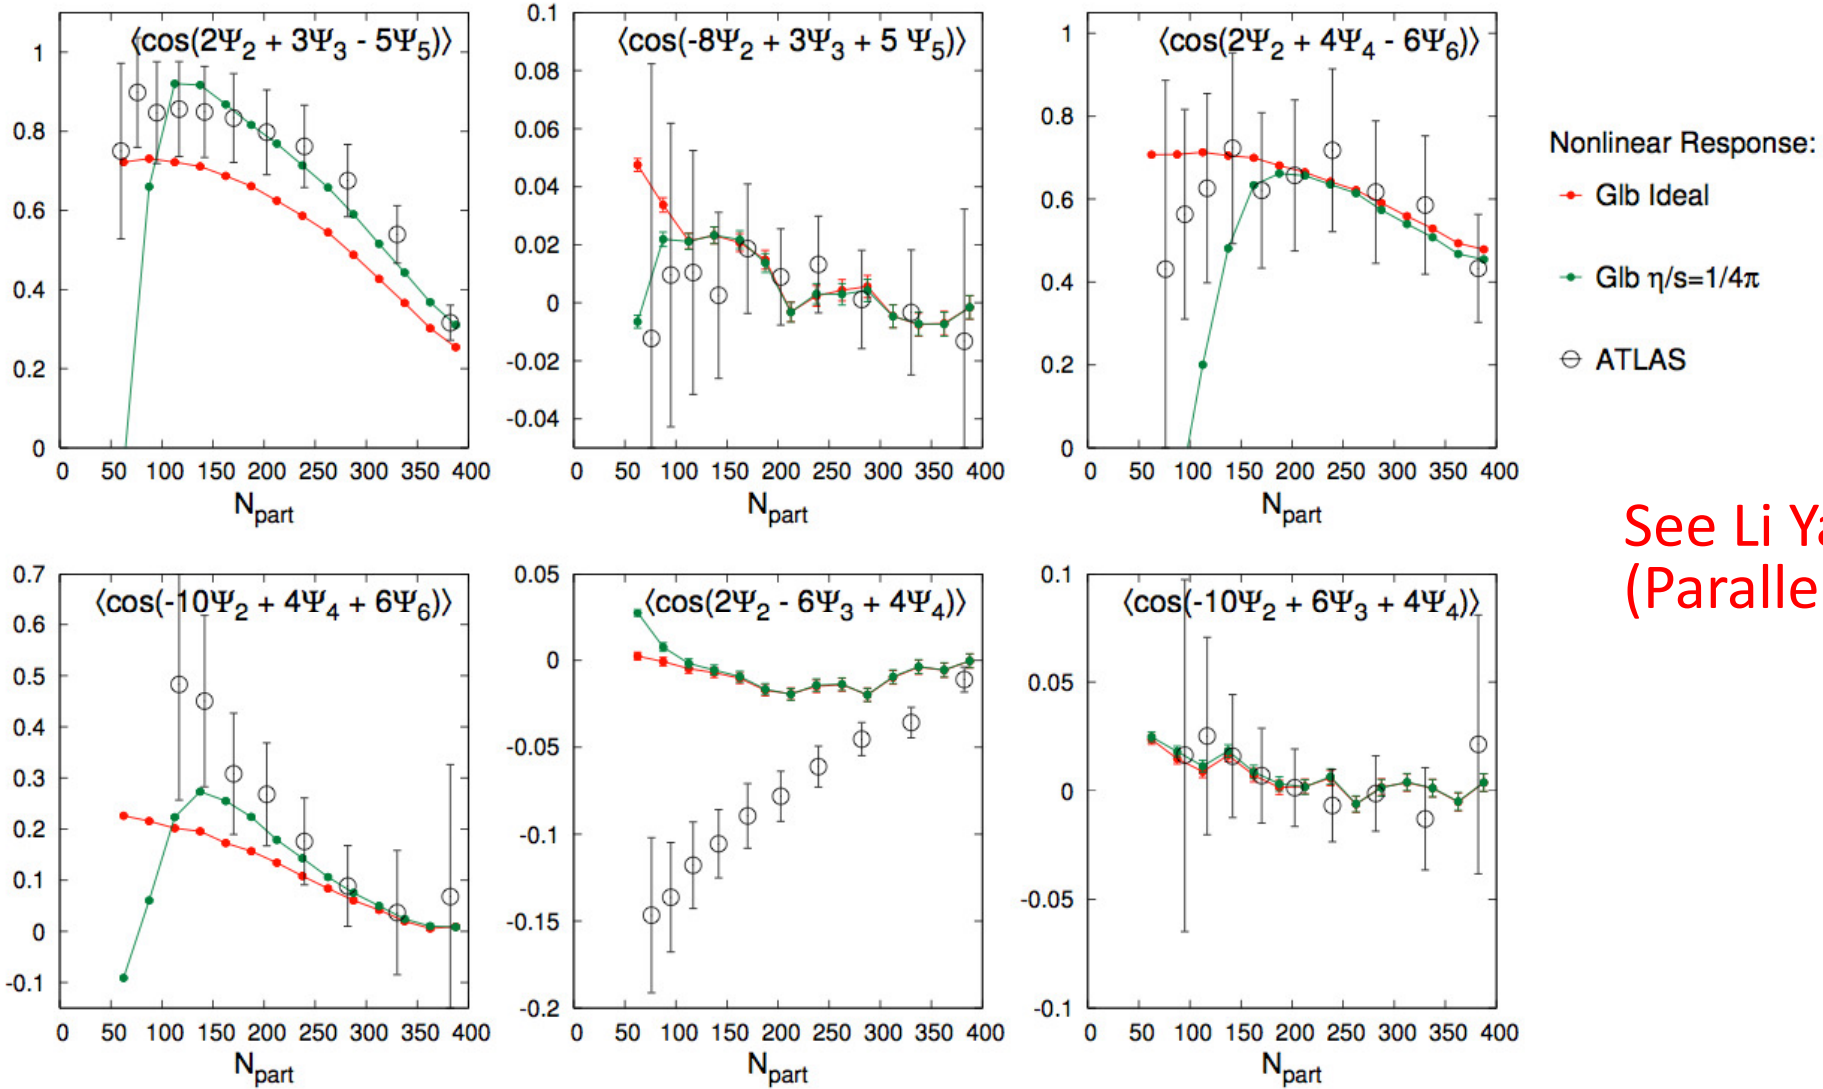 ⟨cos(2Ψ₂ + 3Ψ₃ - 5Ψ₅)⟩
1
0.8
0.6
0.4
0.2
0
0 50 100 150 200 250 300 350 400
N_part
⟨cos(-8Ψ₂ + 3Ψ₃ + 5 Ψ₅)⟩
0.1
0.08
0.06
0.04
0.02
0
-0.02
-0.04
0 50 100 150 200 250 300 350 400
N_part
⟨cos(2Ψ₂ + 4Ψ₄ - 6Ψ₆)⟩
1
0.8
0.6
0.4
0.2
0
0 50 100 150 200 250 300 350 400
N_part
Nonlinear Response:
Glb Ideal
Glb η/s=1/4π
ATLAS
See Li
(Paralle
⟨cos(-10Ψ₂ + 4Ψ₄ + 6Ψ₆)⟩
0.7
0.6
0.5
0.4
0.3
0.2
0.1
0
-0.1
0 50 100 150 200 250 300 350 400
N_part
⟨cos(2Ψ₂ - 6Ψ₃ + 4Ψ₄)⟩
0.05
0
-0.05
-0.1
-0.15
-0.2
0 50 100 150 200 250 300 350 400
N_part
⟨cos(-10Ψ₂ + 6Ψ₃ + 4Ψ₄)⟩
0.1
0.05
0
-0.05
-0.1
0 50 100 150 200 250 300 350 400
N_part